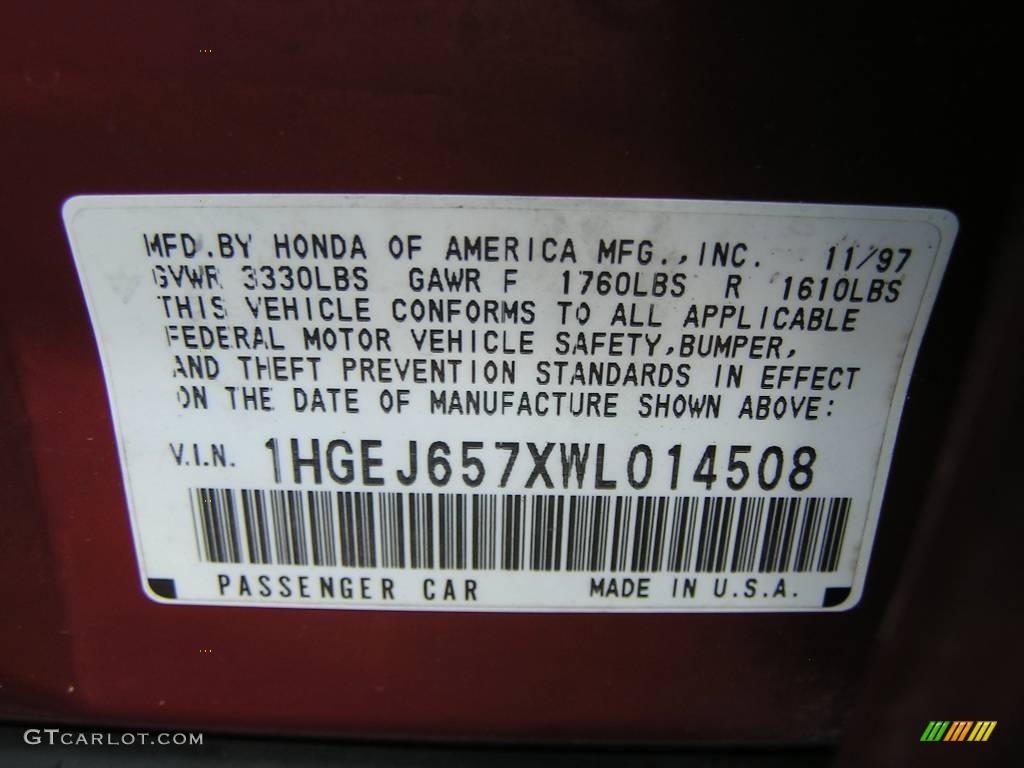 MFD.BY HONDA OF AMERICA MFG.,INC. 11/97
GVWR 3330LBS GAWR F 1760LBS R 1610LBS
THIS VEHICLE CONFORMS TO ALL APPLICABLE
FEDERAL MOTOR VEHICLE SAFETY,BUMPER,
AND THEFT PREVENTION STANDARDS IN EFFECT
ON THE DATE OF MANUFACTURE SHOWN ABOVE:
V.I.N. 1HGEJ657XWL014508
PASSENGER CAR MADE IN U.S.A.
GTCARLOT.COM